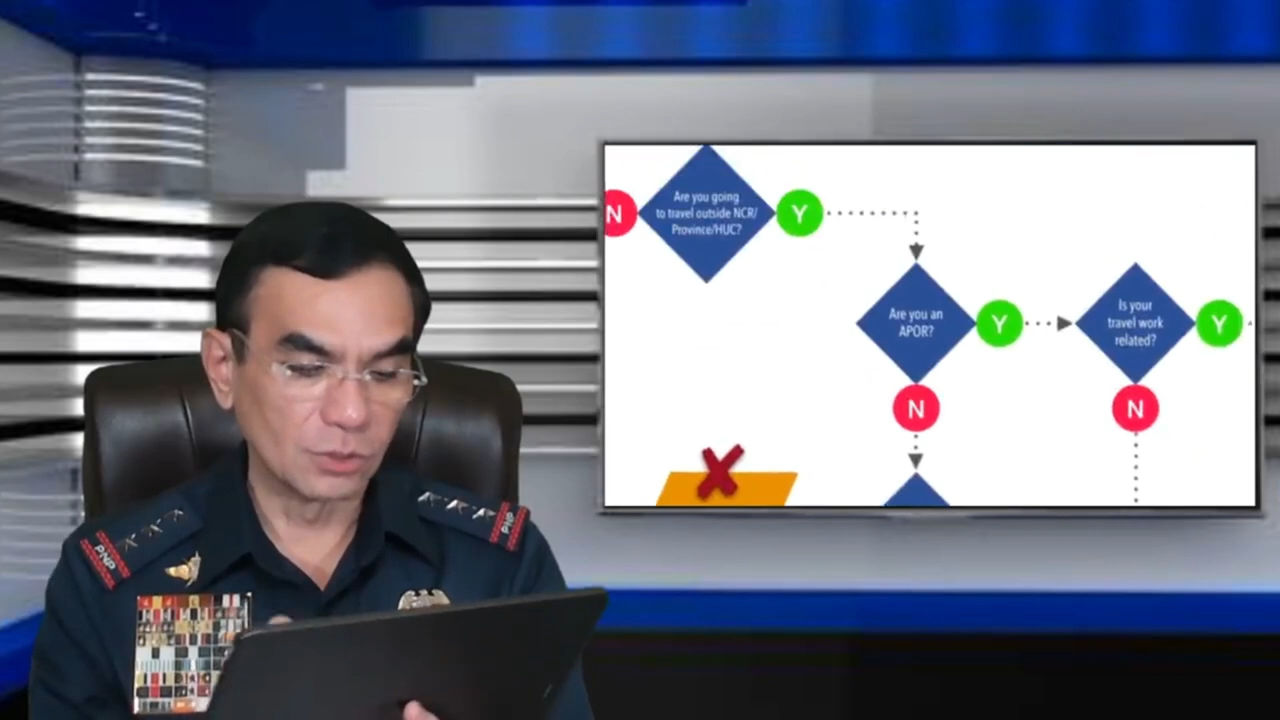 N
Are you going
to travel outside NCR/
Province/HUC?
Y
Are you an
APOR?
Y
Is your
travel work
related?
Y
N
N
PNP
PNP